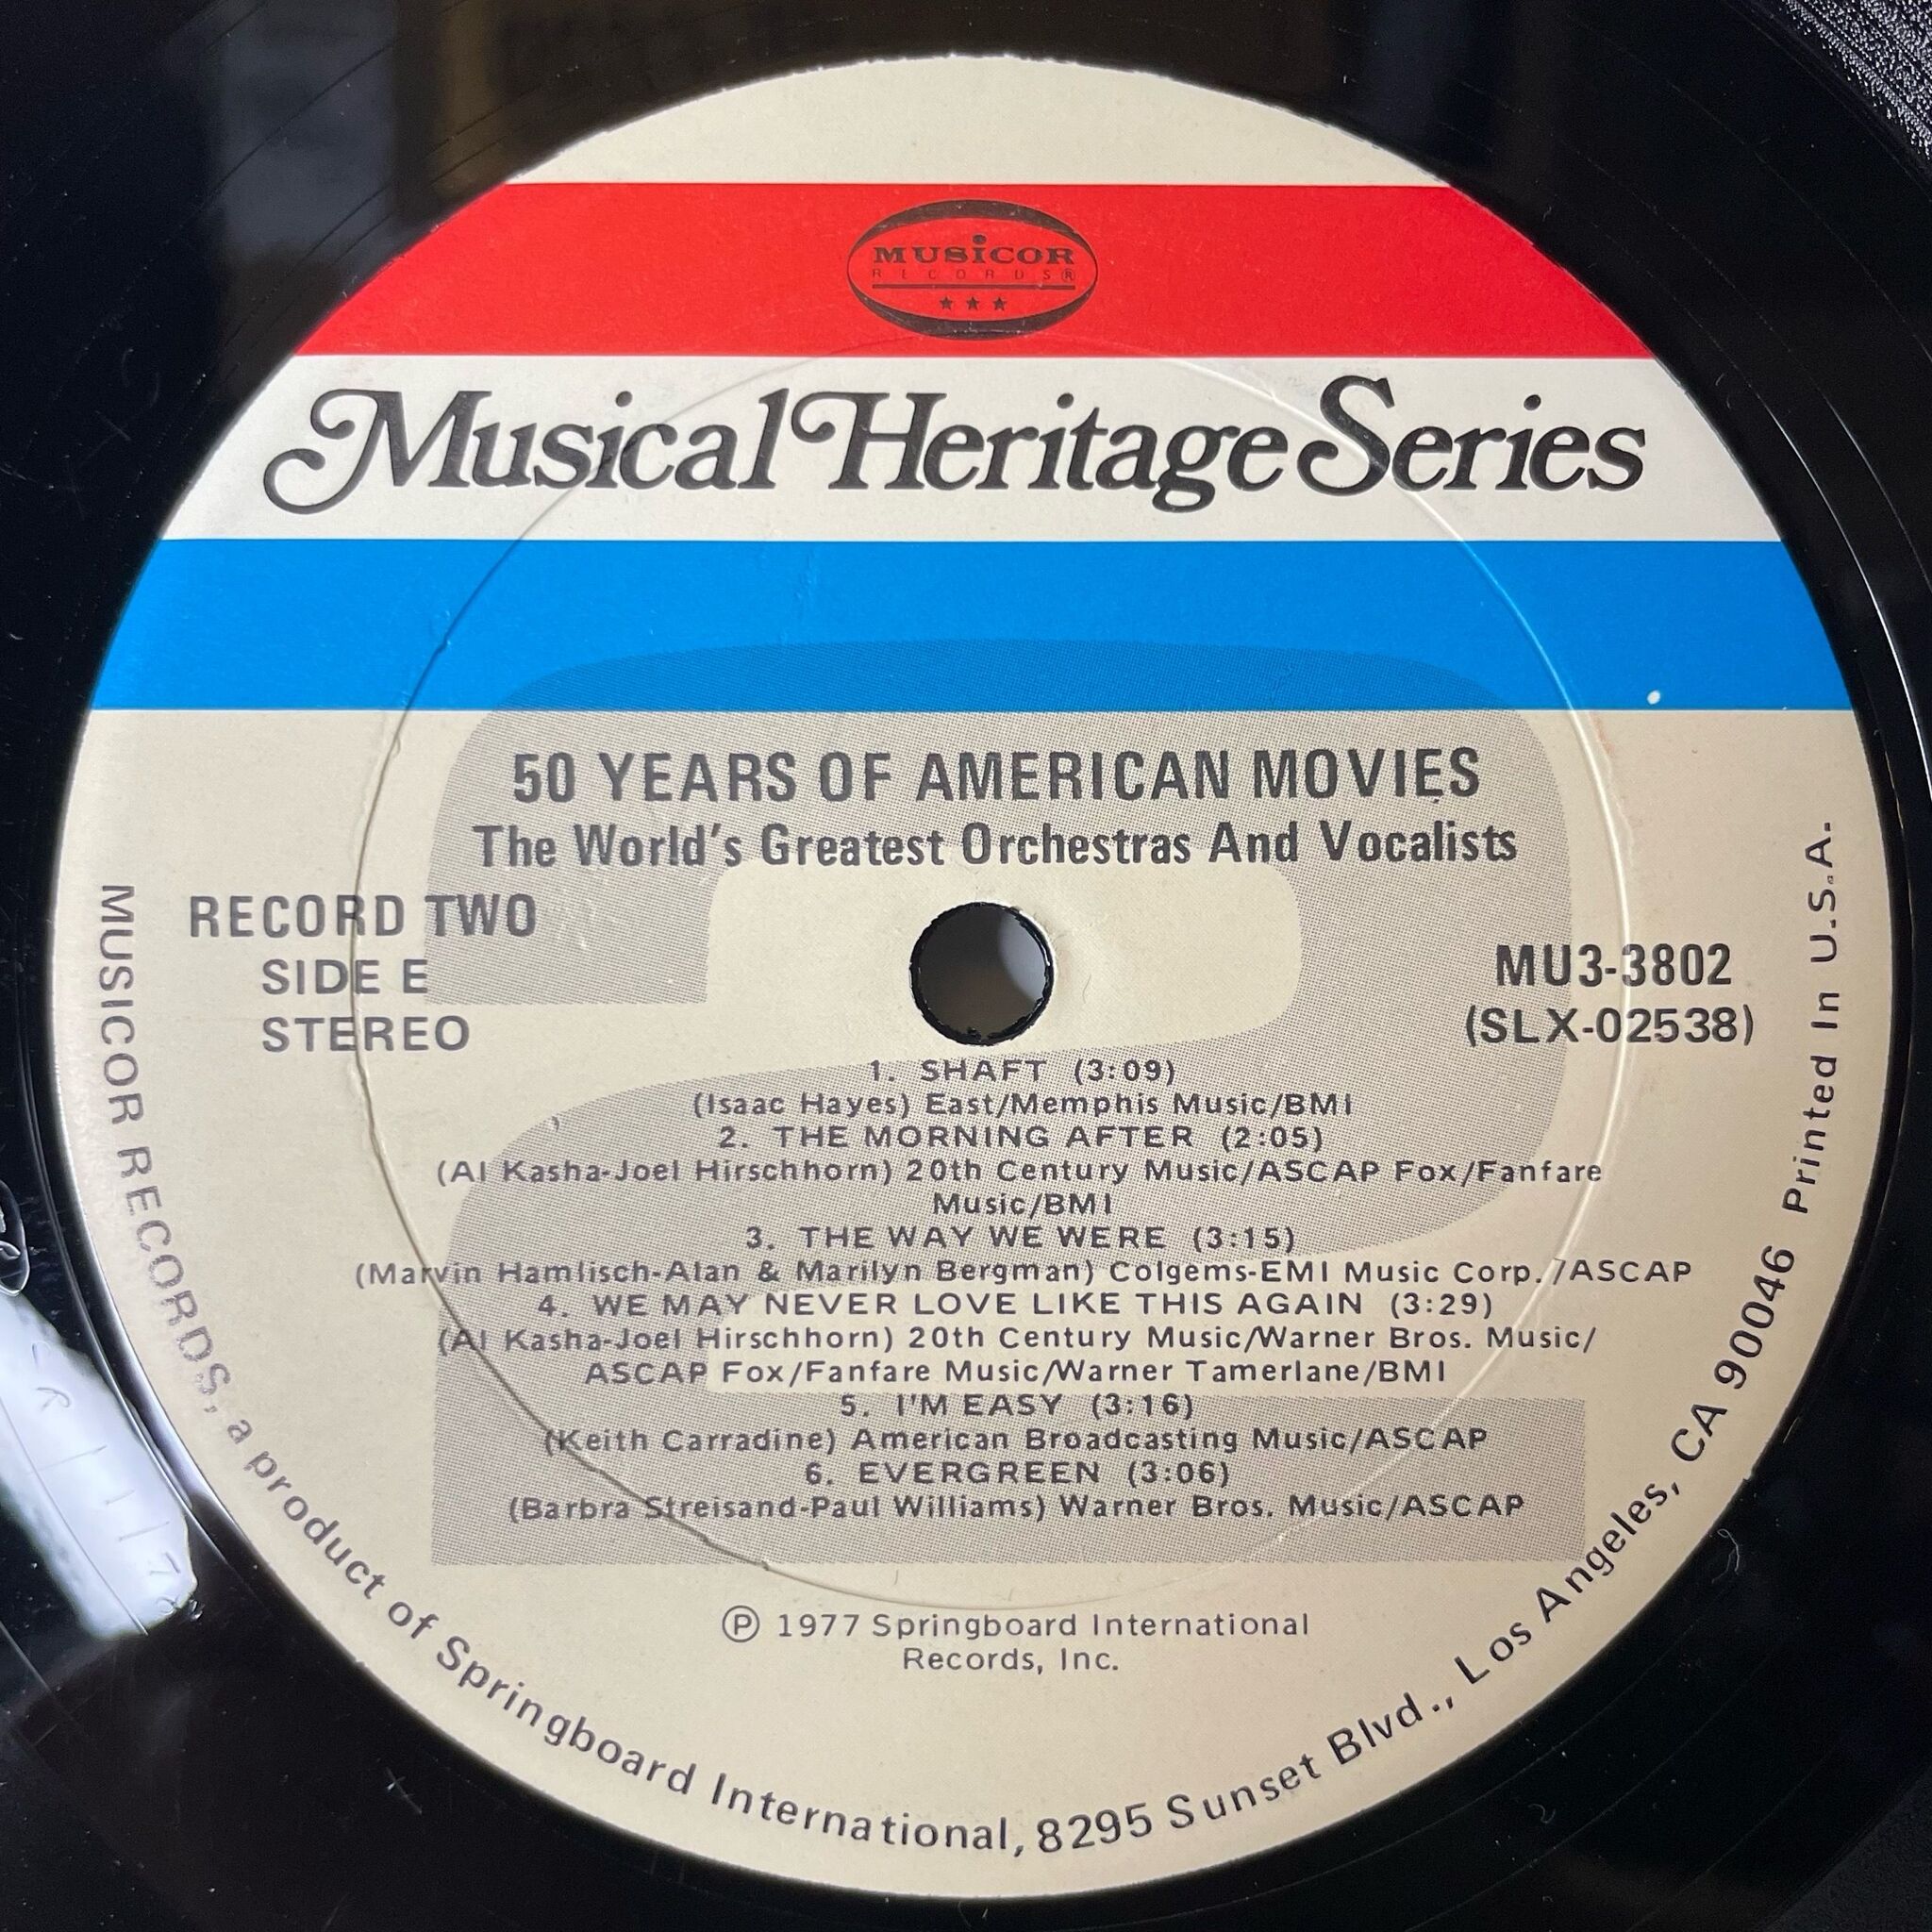 MUSICOR
RECORDS®
Musical Heritage Series
2
50 YEARS OF AMERICAN MOVIES
The World's Greatest Orchestras And Vocalists
RECORD TWO
SIDE E
STEREO
MU3-3802
(SLX-02538)
1. SHAFT (3:09)
(Isaac Hayes) East/Memphis Music/BMI
2. THE MORNING AFTER (2:05)
(Al Kasha-Joel Hirschhorn) 20th Century Music/ASCAP Fox/Fanfare
Music/BMI
3. THE WAY WE WERE (3:15)
(Marvin Hamlisch-Alan & Marilyn Bergman) Colgems-EMI Music Corp./ASCAP
4. WE MAY NEVER LOVE LIKE THIS AGAIN (3:29)
(Al Kasha-Joel Hirschhorn) 20th Century Music/Warner Bros. Music/
ASCAP Fox/Fanfare Music/Warner Tamerlane/BMI
5. I'M EASY (3:16)
(Keith Carradine) American Broadcasting Music/ASCAP
6. EVERGREEN (3:06)
(Barbra Streisand-Paul Williams) Warner Bros. Music/ASCAP
Ⓟ 1977 Springboard International
Records, Inc.
MUSICOR RECORDS, a product of Springboard International, 8295 Sunset Blvd., Los Angeles, CA 90046 Printed In U.S.A.